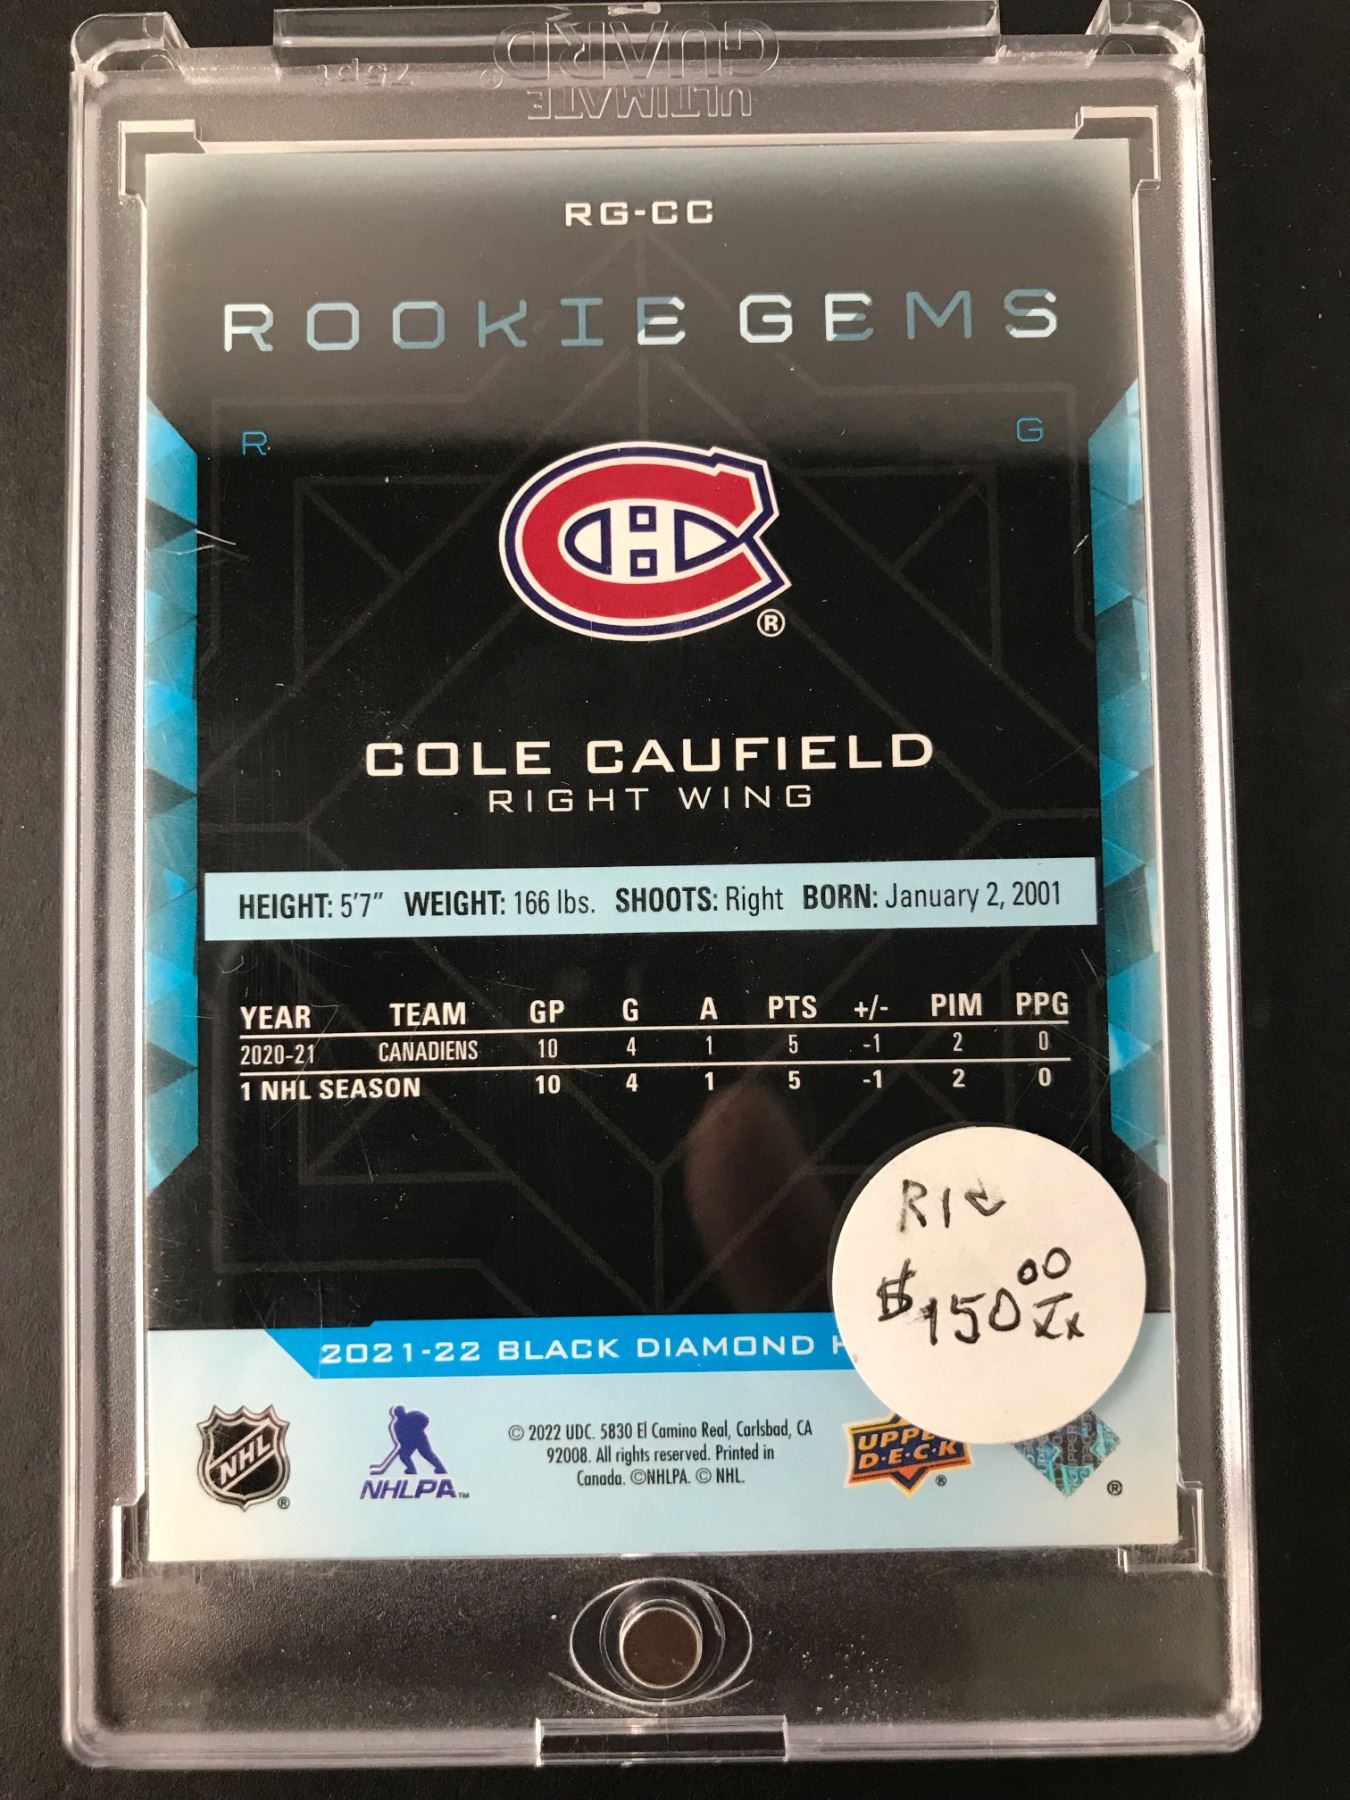 ULTIMATE
GUARD®
75pt
RG-CC
ROOKIE GEMS
R G
®
COLE CAUFIELD
RIGHT WING
HEIGHT: 5'7" WEIGHT: 166 lbs. SHOOTS: Right BORN: January 2, 2001
YEAR TEAM GP G A PTS +/- PIM PPG
2020-21 CANADIENS 10 4 1 5 -1 2 0
1 NHL SEASON 10 4 1 5 -1 2 0
$150.00
2021-22 BLACK DIAMOND
NHL ®
NHLPA™
© 2022 UDC. 5830 El Camino Real, Carlsbad, CA
92008. All rights reserved. Printed in
Canada. ©NHLPA. © NHL.
UPPER
D·E·C·K ®
®